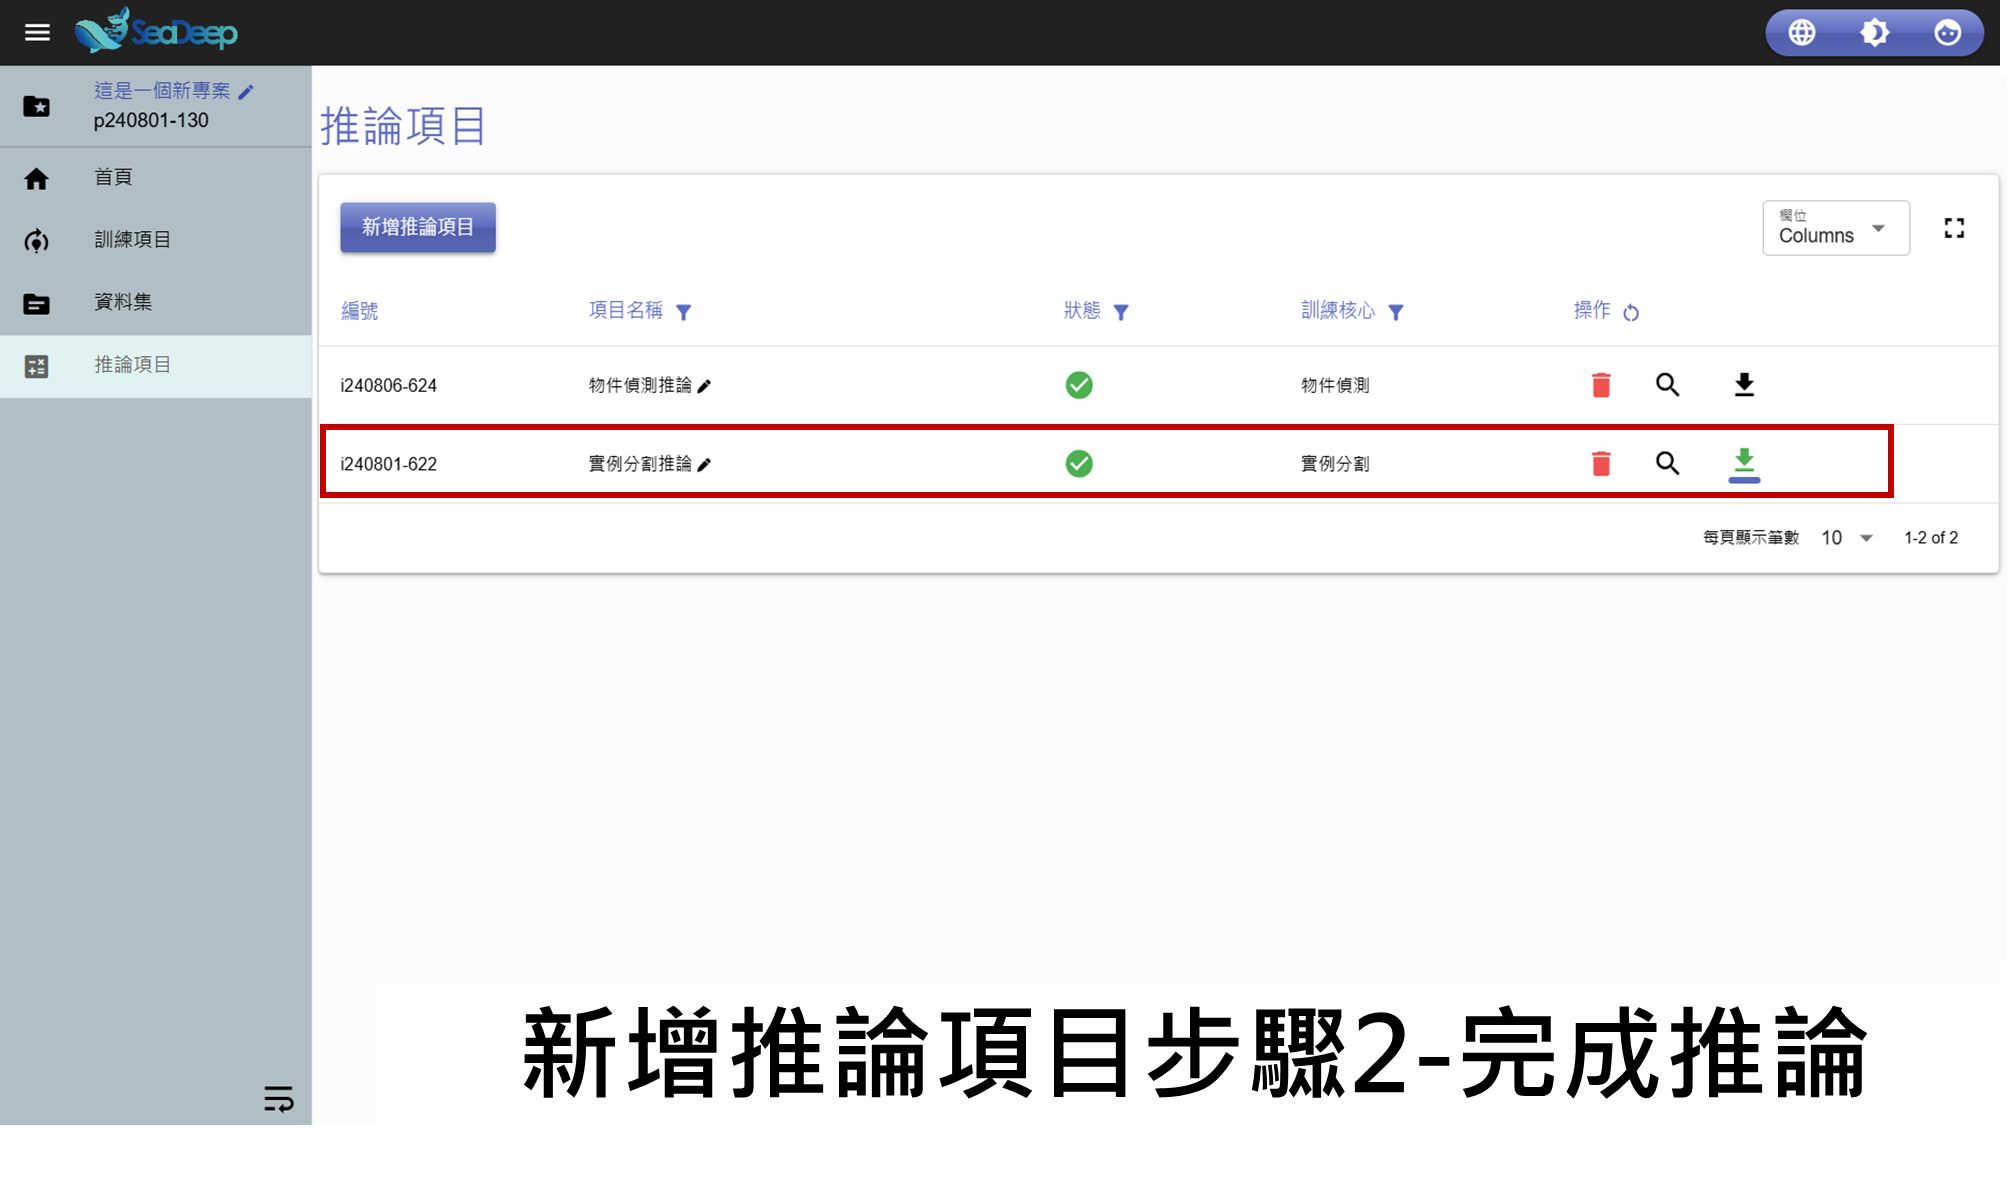 SeaDeep
這是一個新專案
p240801-130
首頁
訓練項目
資料集
推論項目
推論項目
新增推論項目
欄位
Columns
編號 項目名稱 狀態 訓練核心 操作
i240806-624 物件偵測推論 物件偵測
i240801-622 實例分割推論 實例分割
每頁顯示筆數 10 1-2 of 2
新增推論項目步驟2-完成推論